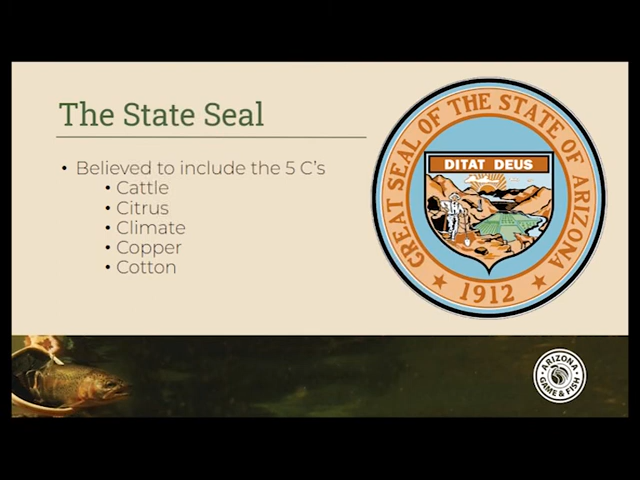 The State Seal
• Believed to include the 5 C's
• Cattle
• Citrus
• Climate
• Copper
• Cotton
GREAT SEAL OF THE STATE OF ARIZONA
DITAT DEUS
1912
ARIZONA
GAME & FISH